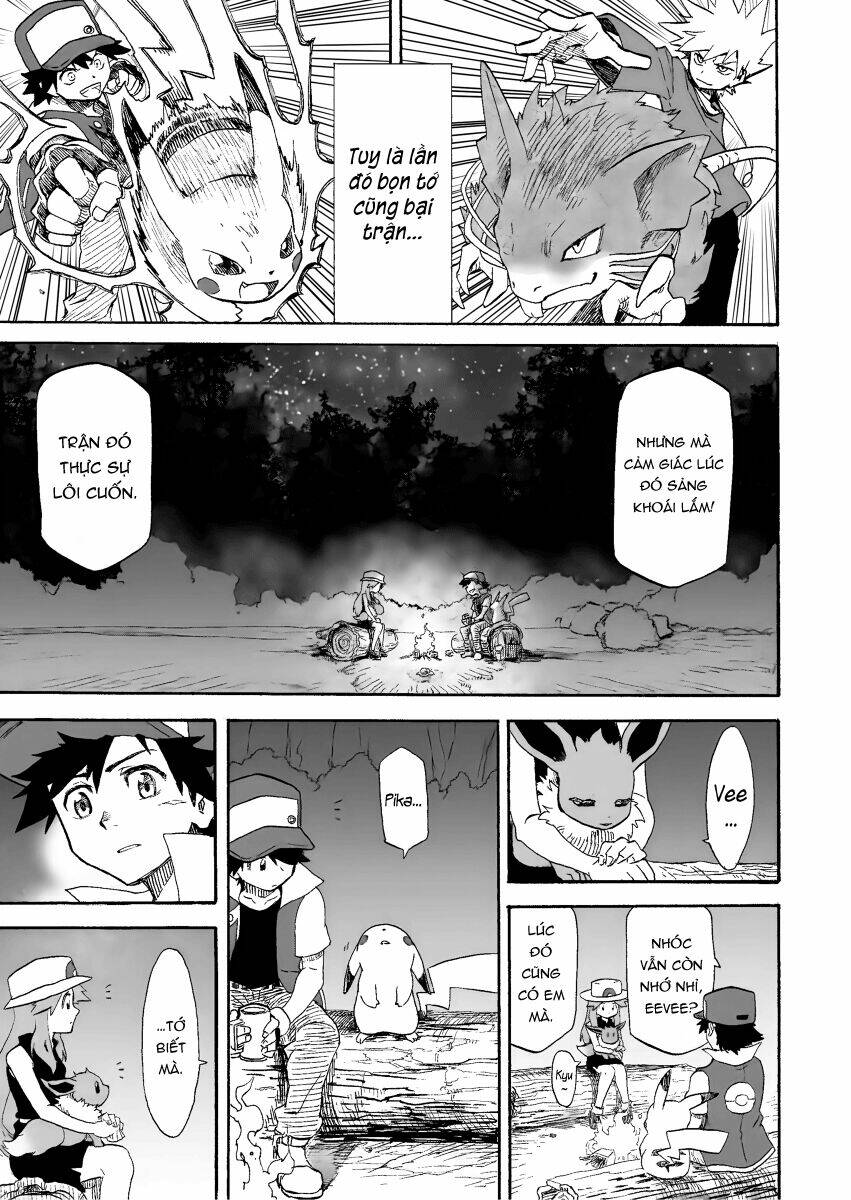 Tuy là lần
đó bọn tớ
cũng bại
trận...
Nhưng mà
cảm giác lúc
đó sảng
khoái lắm!
Trận đó
thực sự
lôi cuốn.
Vee
...
Nhóc
vẫn còn
nhớ nhỉ,
Eevee?
Lúc
đó
cũng
có em
mà.
Kyu
~
Pika...
...Tớ
biết
mà.